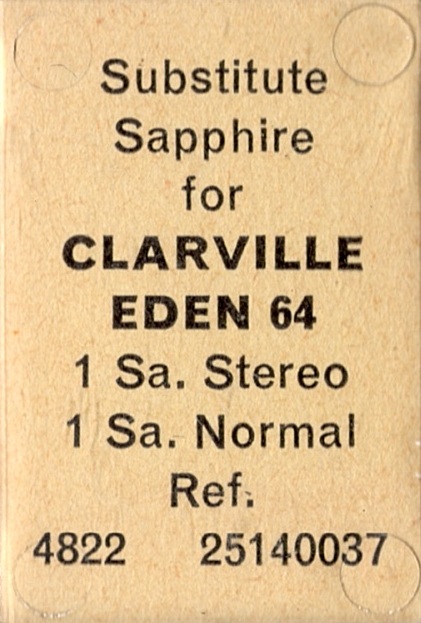 Substitute
Sapphire
for
CLARVILLE
EDEN 64
1 Sa. Stereo
1 Sa. Normal
Ref.
4822 25140037